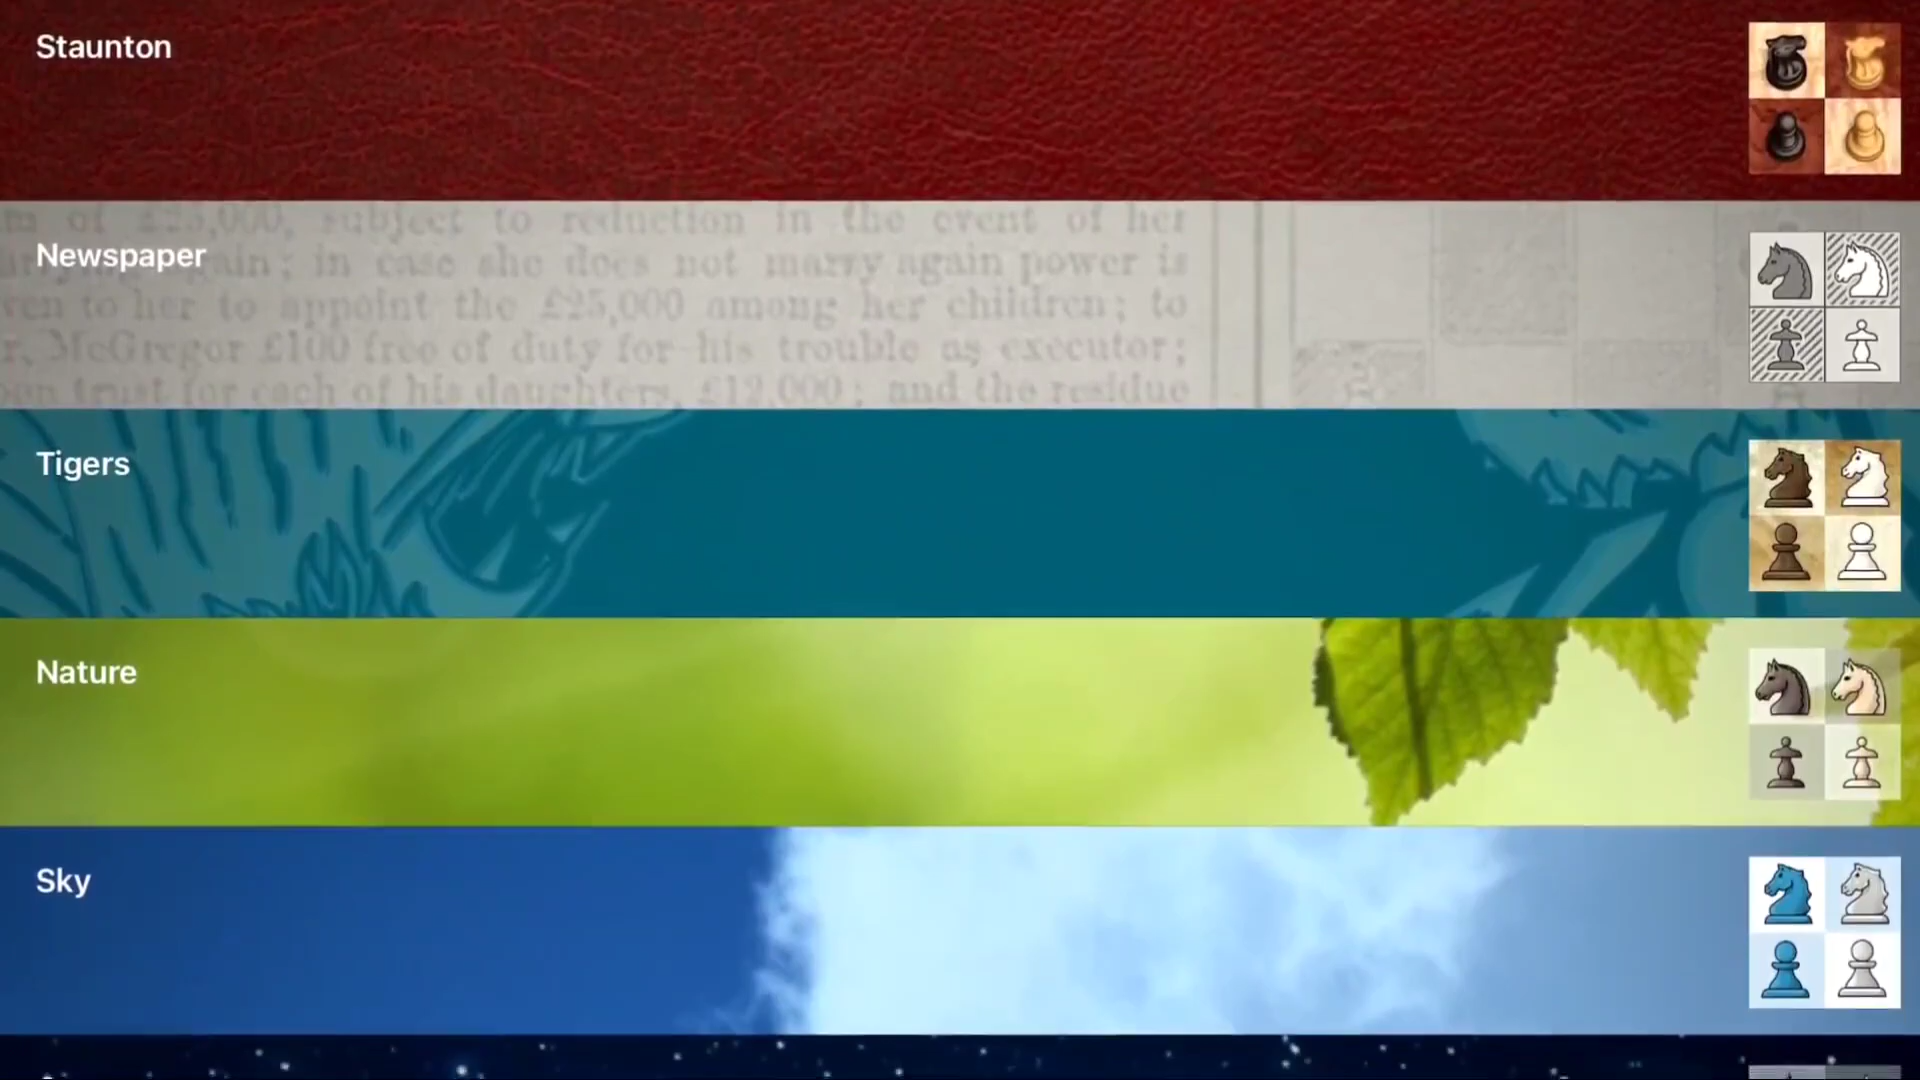 Staunton
m of £25,000, subject to reduction in the event of her
Newspaper
again; in case she does not marry again power is
to her to appoint the £25,000 among her children; to
r, McGregor £100 free of duty for his trouble as executor;
trust for each of his daughters, £12,000; and the residue
Tigers
Nature
Sky